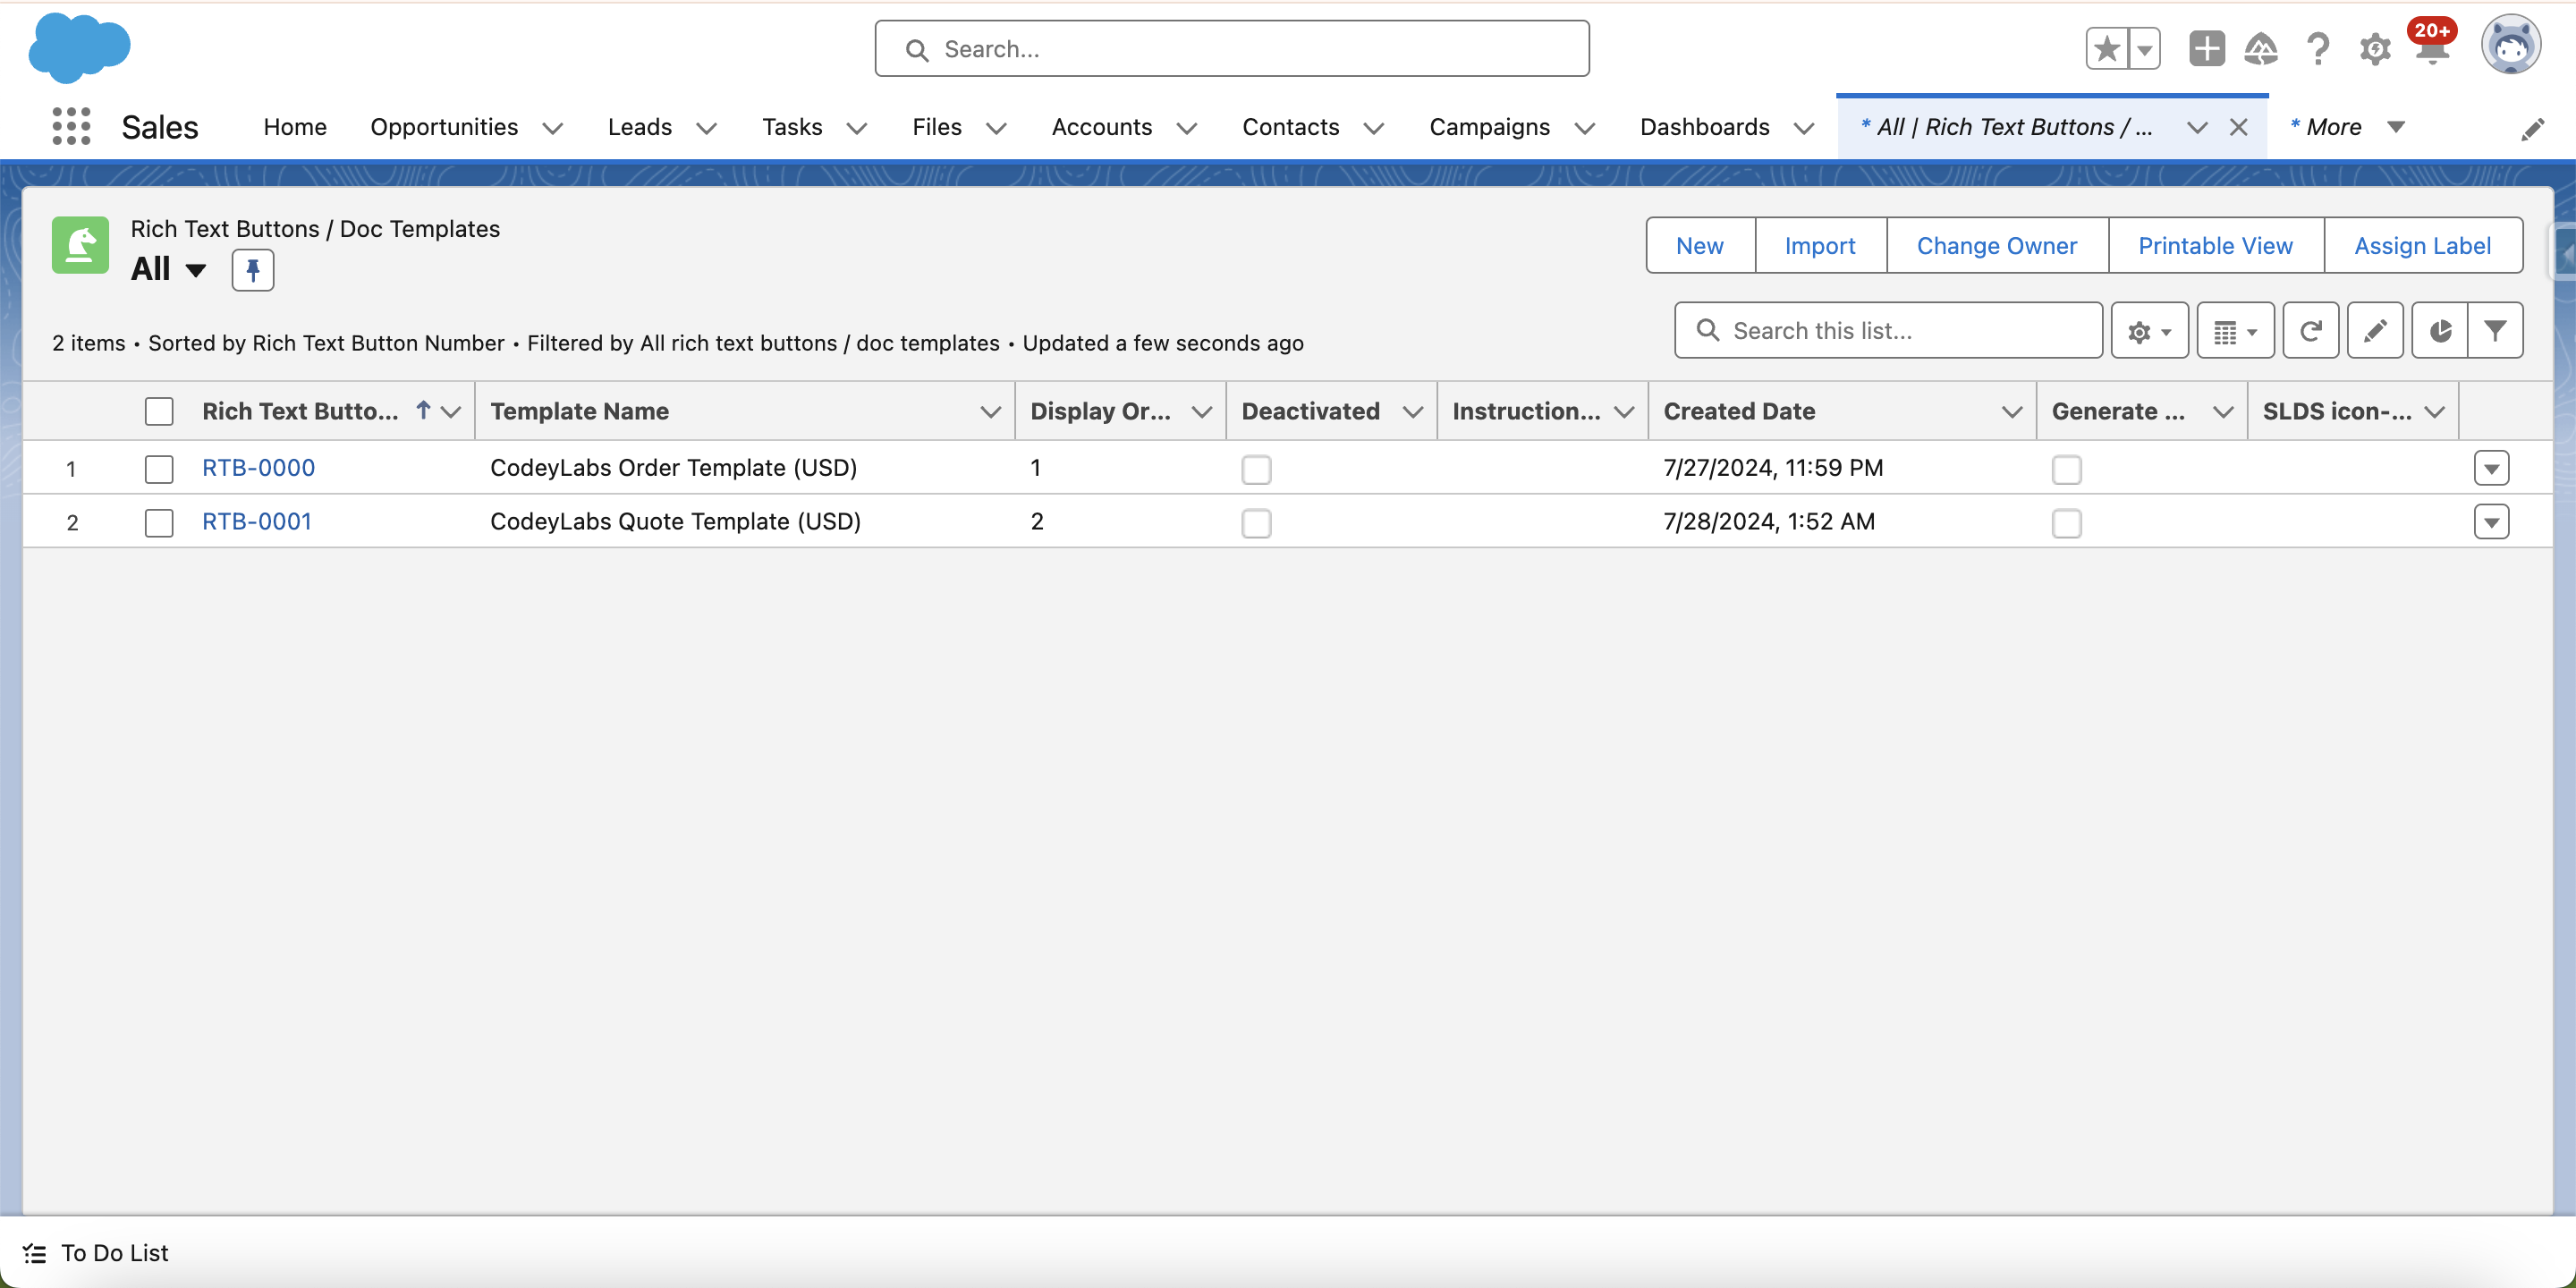 Search...
20+
Sales
Home
Opportunities
Leads
Tasks
Files
Accounts
Contacts
Campaigns
Dashboards
* All | Rich Text Buttons / ...
* More
Rich Text Buttons / Doc Templates
All
New
Import
Change Owner
Printable View
Assign Label
2 items • Sorted by Rich Text Button Number • Filtered by All rich text buttons / doc templates • Updated a few seconds ago
Search this list...
Rich Text Butto... Template Name Display Or... Deactivated Instruction... Created Date Generate ... SLDS icon-...
1 RTB-0000 CodeyLabs Order Template (USD) 1 7/27/2024, 11:59 PM
2 RTB-0001 CodeyLabs Quote Template (USD) 2 7/28/2024, 1:52 AM
To Do List